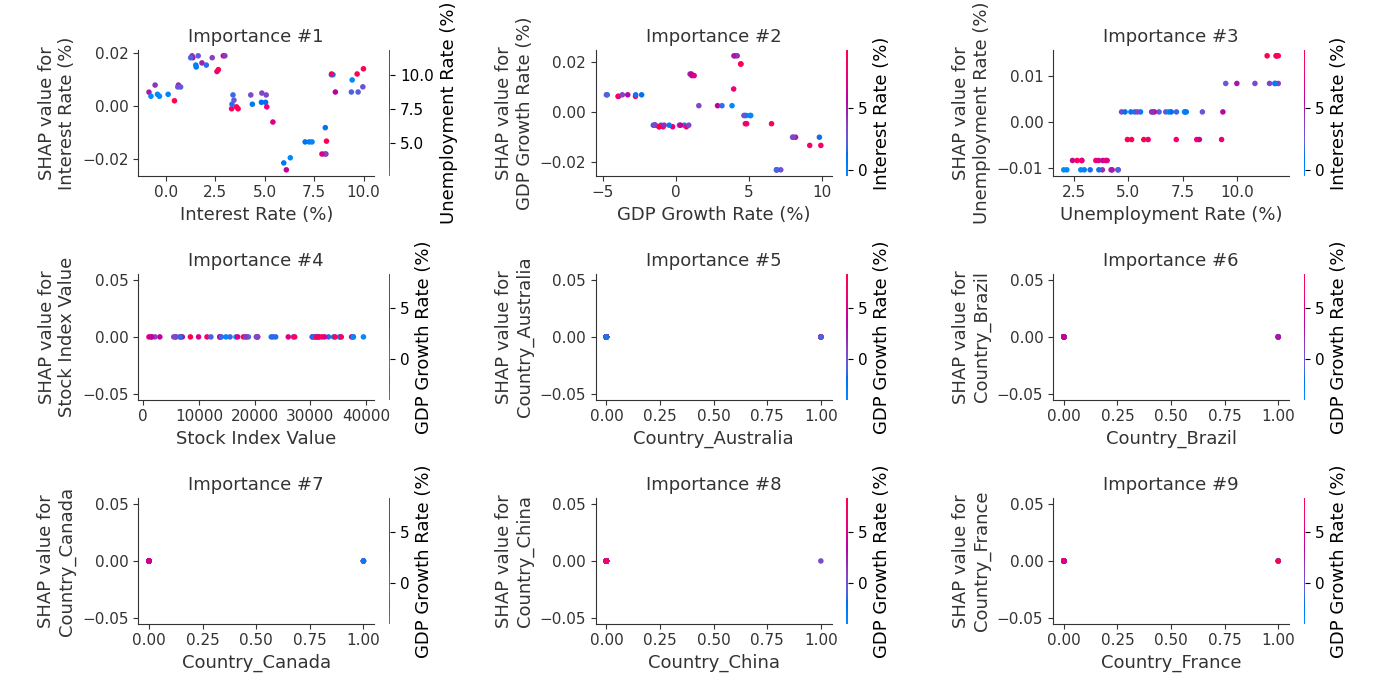 Importance #1
SHAP value for
Interest Rate (%)
0.02
0.00
−0.02
0.0
2.5
5.0
7.5
10.0
Interest Rate (%)
10.0
7.5
5.0
Unemployment Rate (%)
Importance #2
SHAP value for
GDP Growth Rate (%)
0.02
0.00
−0.02
−5
0
5
10
GDP Growth Rate (%)
5
0
Interest Rate (%)
Importance #3
SHAP value for
Unemployment Rate (%)
0.01
0.00
−0.01
2.5
5.0
7.5
10.0
Unemployment Rate (%)
5
0
Interest Rate (%)
Importance #4
SHAP value for
Stock Index Value
0.05
0.00
−0.05
0
10000
20000
30000
40000
Stock Index Value
5
0
GDP Growth Rate (%)
Importance #5
SHAP value for
Country_Australia
0.05
0.00
−0.05
0.00
0.25
0.50
0.75
1.00
Country_Australia
5
0
GDP Growth Rate (%)
Importance #6
SHAP value for
Country_Brazil
0.05
0.00
−0.05
0.00
0.25
0.50
0.75
1.00
Country_Brazil
5
0
GDP Growth Rate (%)
Importance #7
SHAP value for
Country_Canada
0.05
0.00
−0.05
0.00
0.25
0.50
0.75
1.00
Country_Canada
5
0
GDP Growth Rate (%)
Importance #8
SHAP value for
Country_China
0.05
0.00
−0.05
0.00
0.25
0.50
0.75
1.00
Country_China
5
0
GDP Growth Rate (%)
Importance #9
SHAP value for
Country_France
0.05
0.00
−0.05
0.00
0.25
0.50
0.75
1.00
Country_France
5
0
GDP Growth Rate (%)